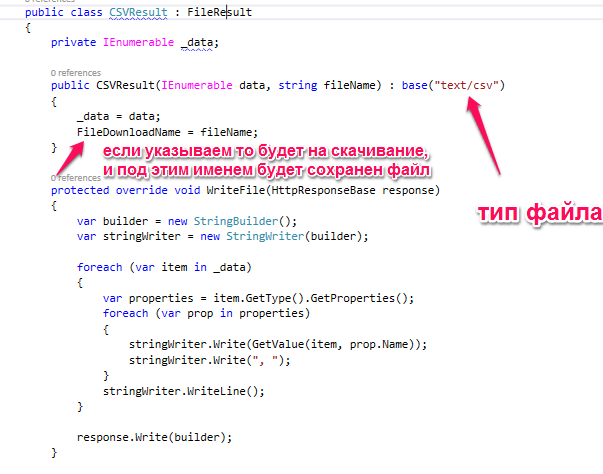 0 references
public class CSVResult : FileResult
{
private IEnumerable _data;
0 references
public CSVResult(IEnumerable data, string fileName) : base("text/csv")
{
_data = data;
FileDownloadName = fileName;
}
если указываем то будет на скачивание,
и под этим именем будет сохранен файл
0 references
protected override void WriteFile(HttpResponseBase response)
тип файла
{
var builder = new StringBuilder();
var stringWriter = new StringWriter(builder);
foreach (var item in _data)
{
var properties = item.GetType().GetProperties();
foreach (var prop in properties)
{
stringWriter.Write(GetValue(item, prop.Name));
stringWriter.Write(", ");
}
stringWriter.WriteLine();
}
response.Write(builder);
}